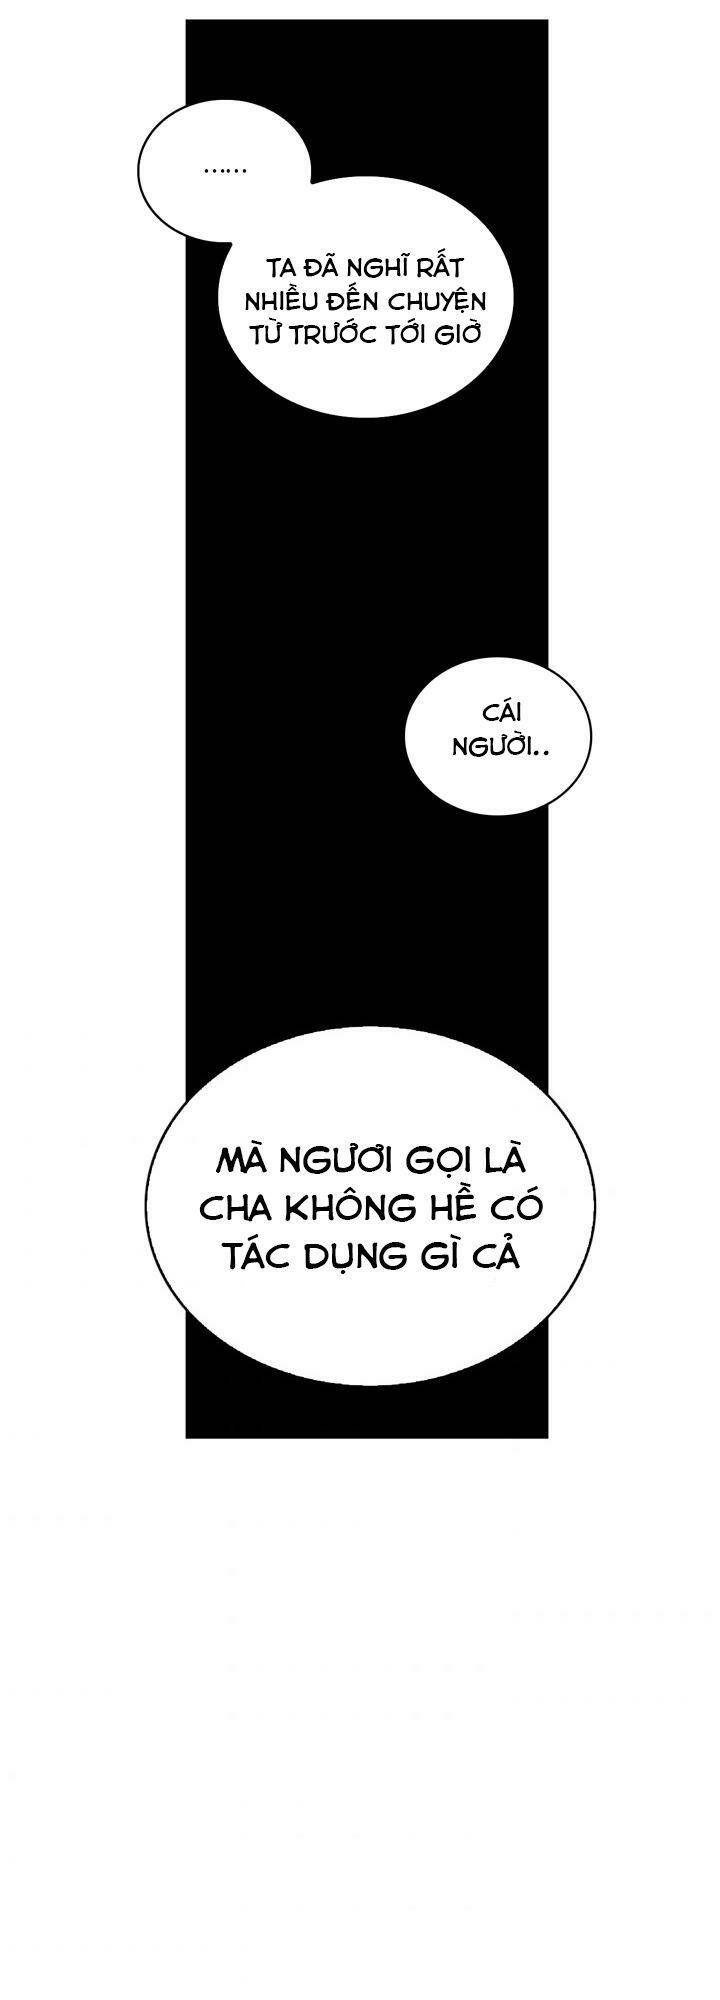 ……
TA ĐÃ NGHĨ RẤT
NHIỀU ĐẾN CHUYỆN
TỪ TRƯỚC TỚI GIỜ
CÁI
NGƯỜI..
MÀ NGƯƠI GỌI LÀ
CHA KHÔNG HỀ CÓ
TÁC DỤNG GÌ CẢ